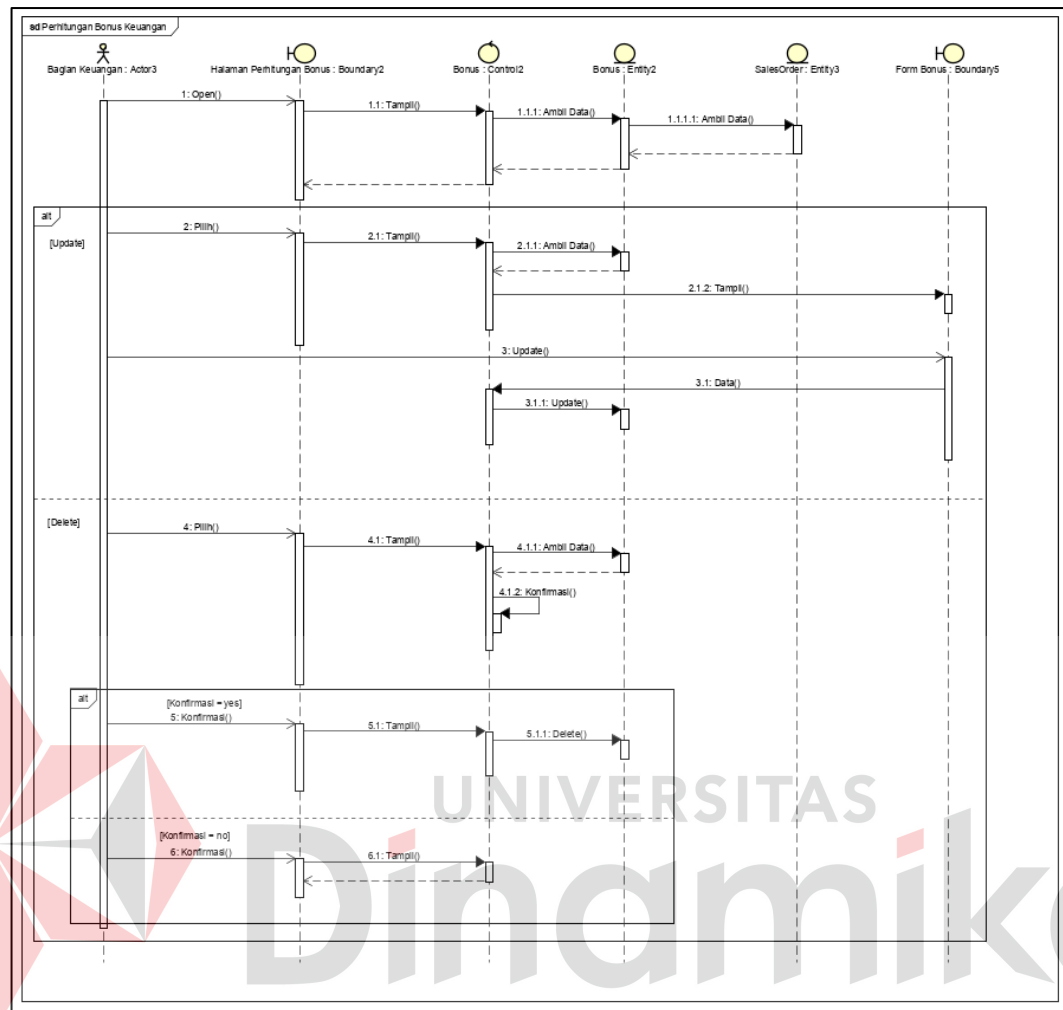 sd Perhitungan Bonus Keuangan
Bagian Keuangan : Actor3
Halaman Perhitungan Bonus : Boundary2
Bonus : Control2
Bonus : Entity2
SalesOrder : Entity3
Form Bonus : Boundary5
1: Open()
1.1: Tampil()
1.1.1: Ambil Data()
1.1.1.1: Ambil Data()
alt
[Update]
2: Pilih()
2.1: Tampil()
2.1.1: Ambil Data()
2.1.2: Tampil()
3: Update()
3.1: Data()
3.1.1: Update()
[Delete]
4: Pilih()
4.1: Tampil()
4.1.1: Ambil Data()
4.1.2: Konfirmasi()
alt
[Konfirmasi = yes]
5: Konfirmasi()
5.1: Tampil()
5.1.1: Delete()
[Konfirmasi = no]
6: Konfirmasi()
6.1: Tampil()
UNIVERSITAS
Dinamika